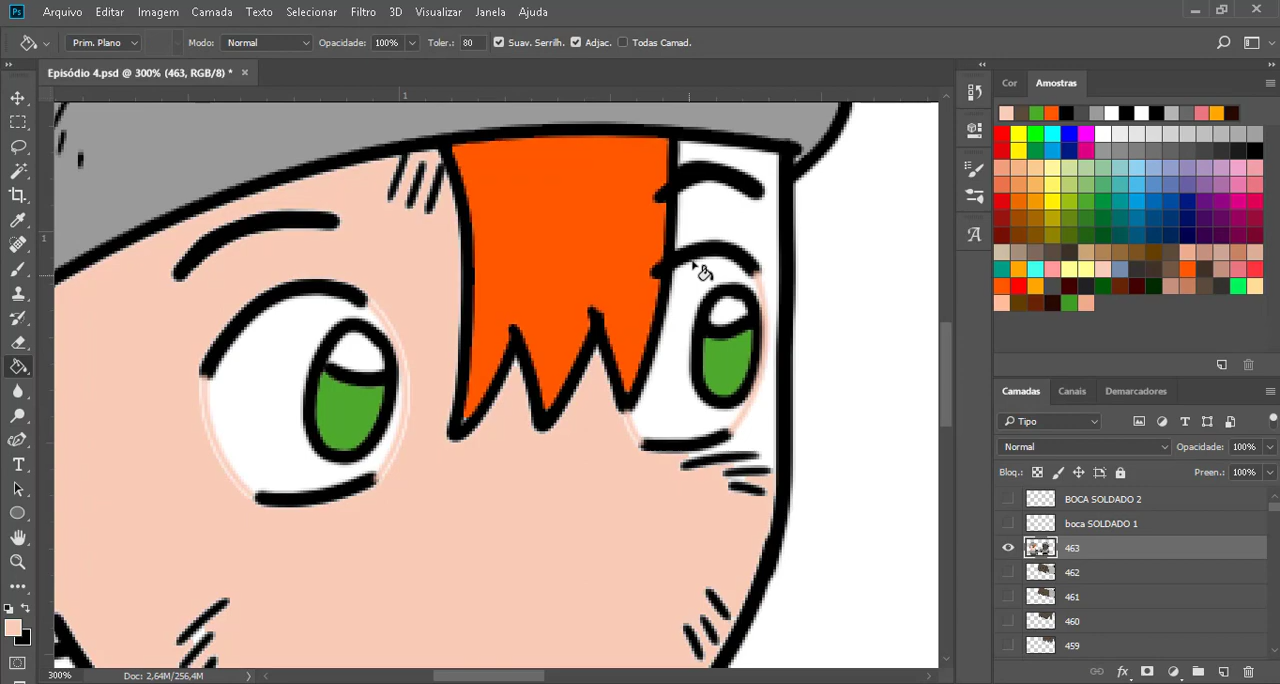 Ps Arquivo Editar Imagem Camada Texto Selecionar Filtro 3D Visualizar Janela Ajuda
Prim. Plano Modo: Normal Opacidade: 100% Toler.: 80 Suav. Serrilh. Adjac. Todas Camad.
Episódio 4.psd @ 300% (463, RGB/8) * ×
Cor Amostras
1
1
Camadas Canais Demarcadores
Tipo
Normal Opacidade: 100%
Bloq.: Preen.: 100%
BOCA SOLDADO 2
boca SOLDADO 1
463
462
461
460
459
300% Doc: 2,64M/256,4M